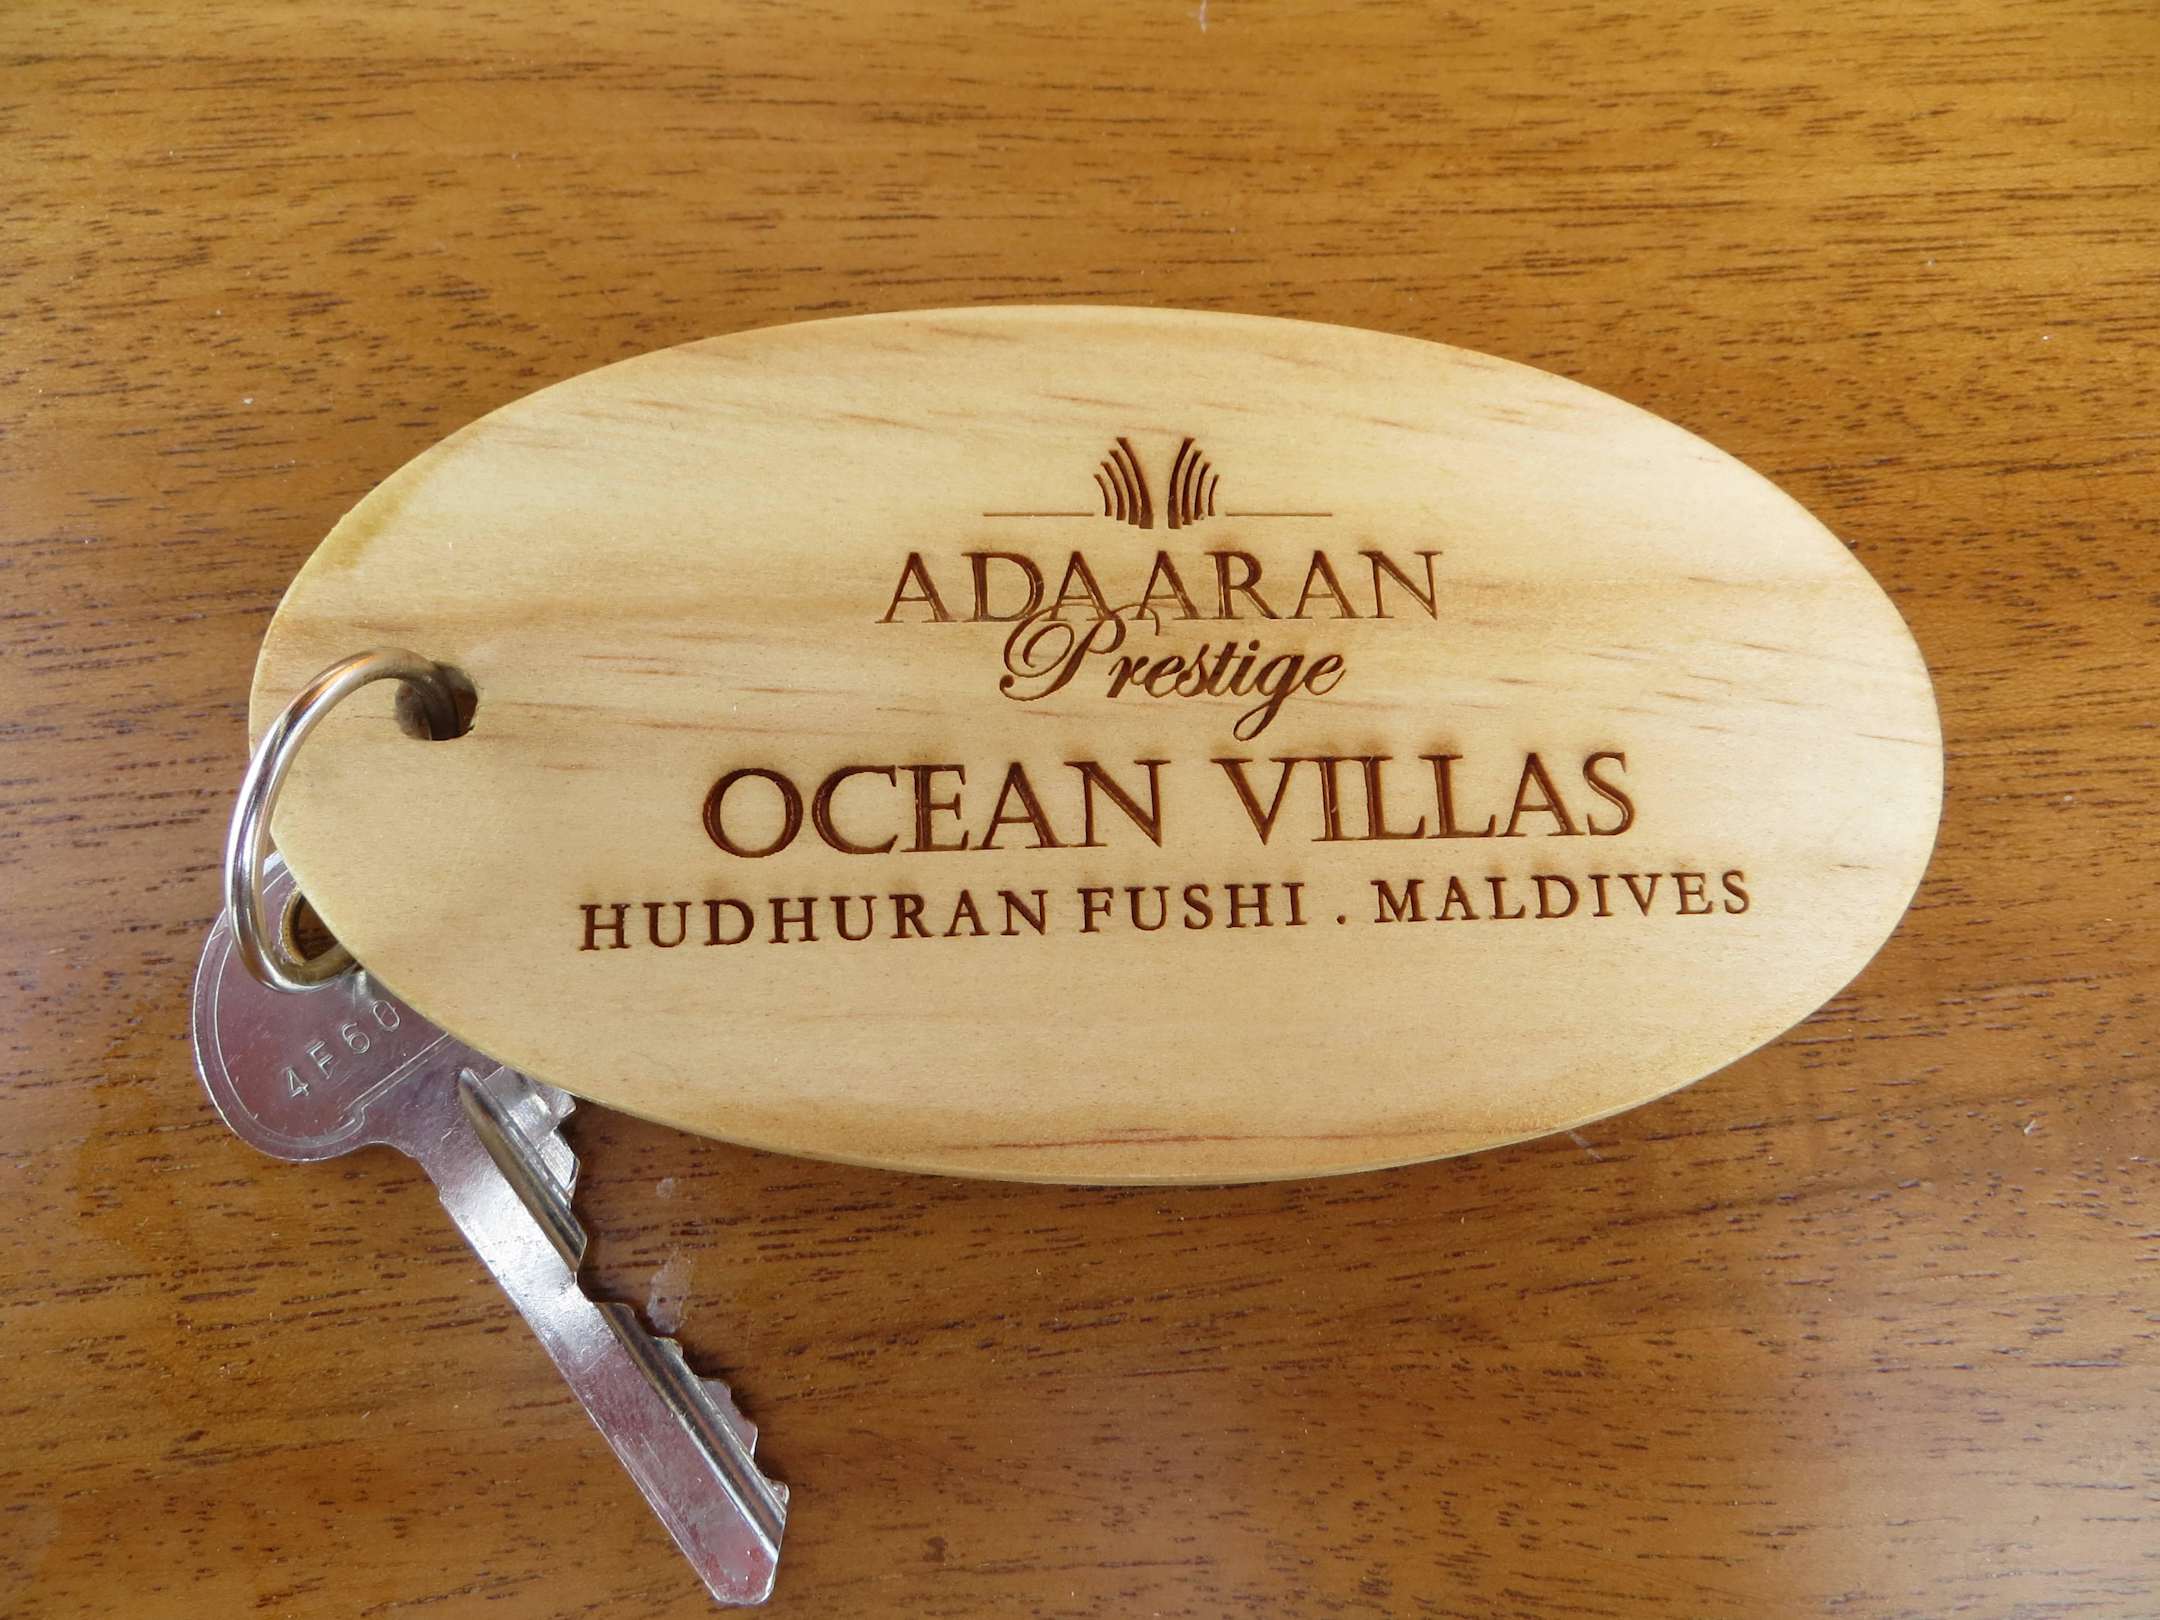 ADAARAN
Prestige
OCEAN VILLAS
HUDHURAN FUSHI . MALDIVES
4F60